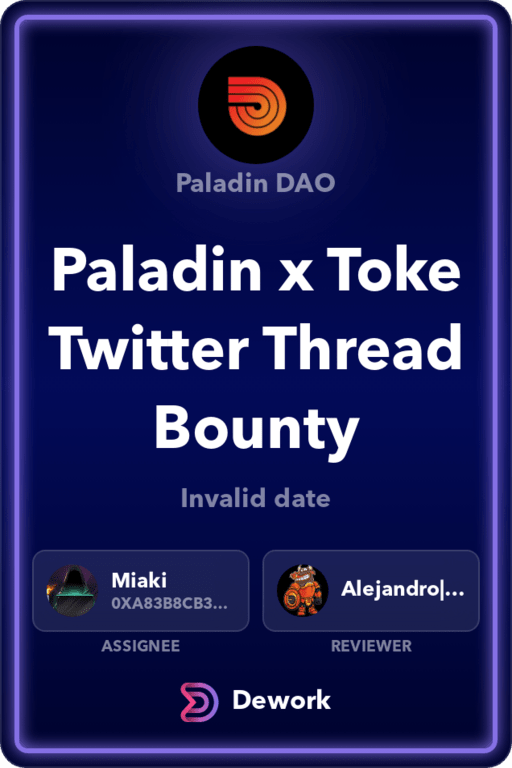 Paladin DAO
Paladin x Toke
Twitter Thread
Bounty
Invalid date
Miaki
0XA83B8CB3...
Alejandro|...
ASSIGNEE
REVIEWER
Dework